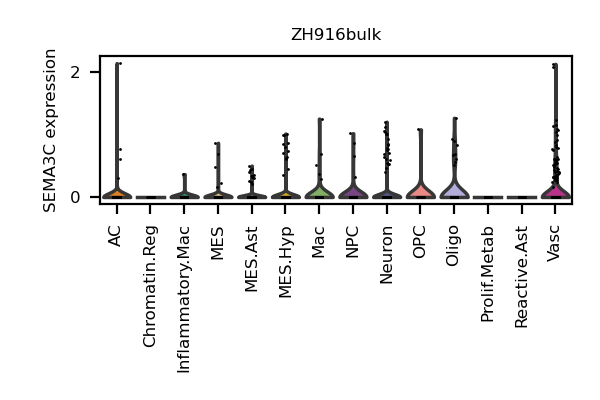 ZH916bulk
SEMA3C expression
2
0
AC
Chromatin.Reg
Inflammatory.Mac
MES
MES.Ast
MES.Hyp
Mac
NPC
Neuron
OPC
Oligo
Prolif.Metab
Reactive.Ast
Vasc